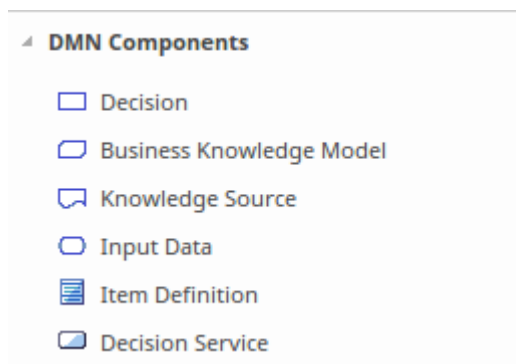 DMN Components
Decision
Business Knowledge Model
Knowledge Source
Input Data
Item Definition
Decision Service